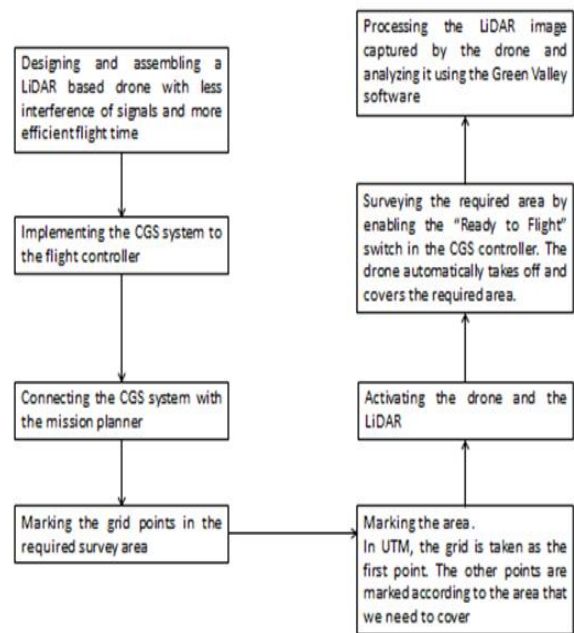 Designing and assembling a
LiDAR based drone with less
interference of signals and more
efficient flight time
Implementing the CGS system to
the flight controller
Connecting the CGS system with
the mission planner
Marking the grid points in the
required survey area
Marking the area .
In UTM, the grid is taken as the
first point. The other points are
marked according to the area that
we need to cover
Activating the drone and the
LiDAR
Surveying the required area by
enabling the “Ready to Flight”
switch in the CGS controller. The
drone automatically takes off and
covers the required area.
Processing the LiDAR image
captured by the drone and
analyzing it using the Green Valley
software